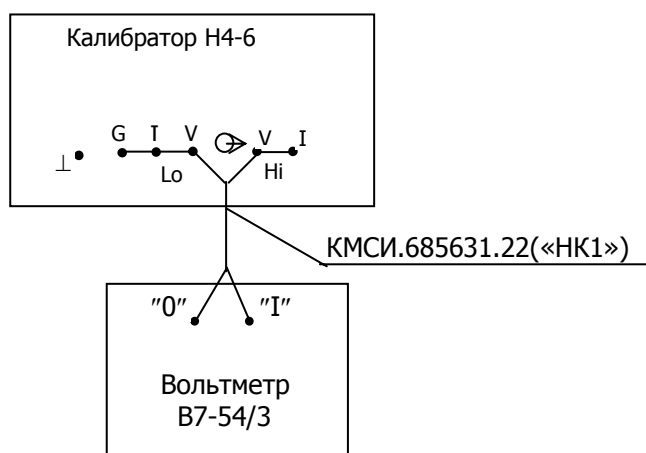 Калибратор Н4-6
G I V V I
⊥
Lo Hi
КМСИ.685631.22(«НК1»)
"0" "I"
Вольтметр
В7-54/3